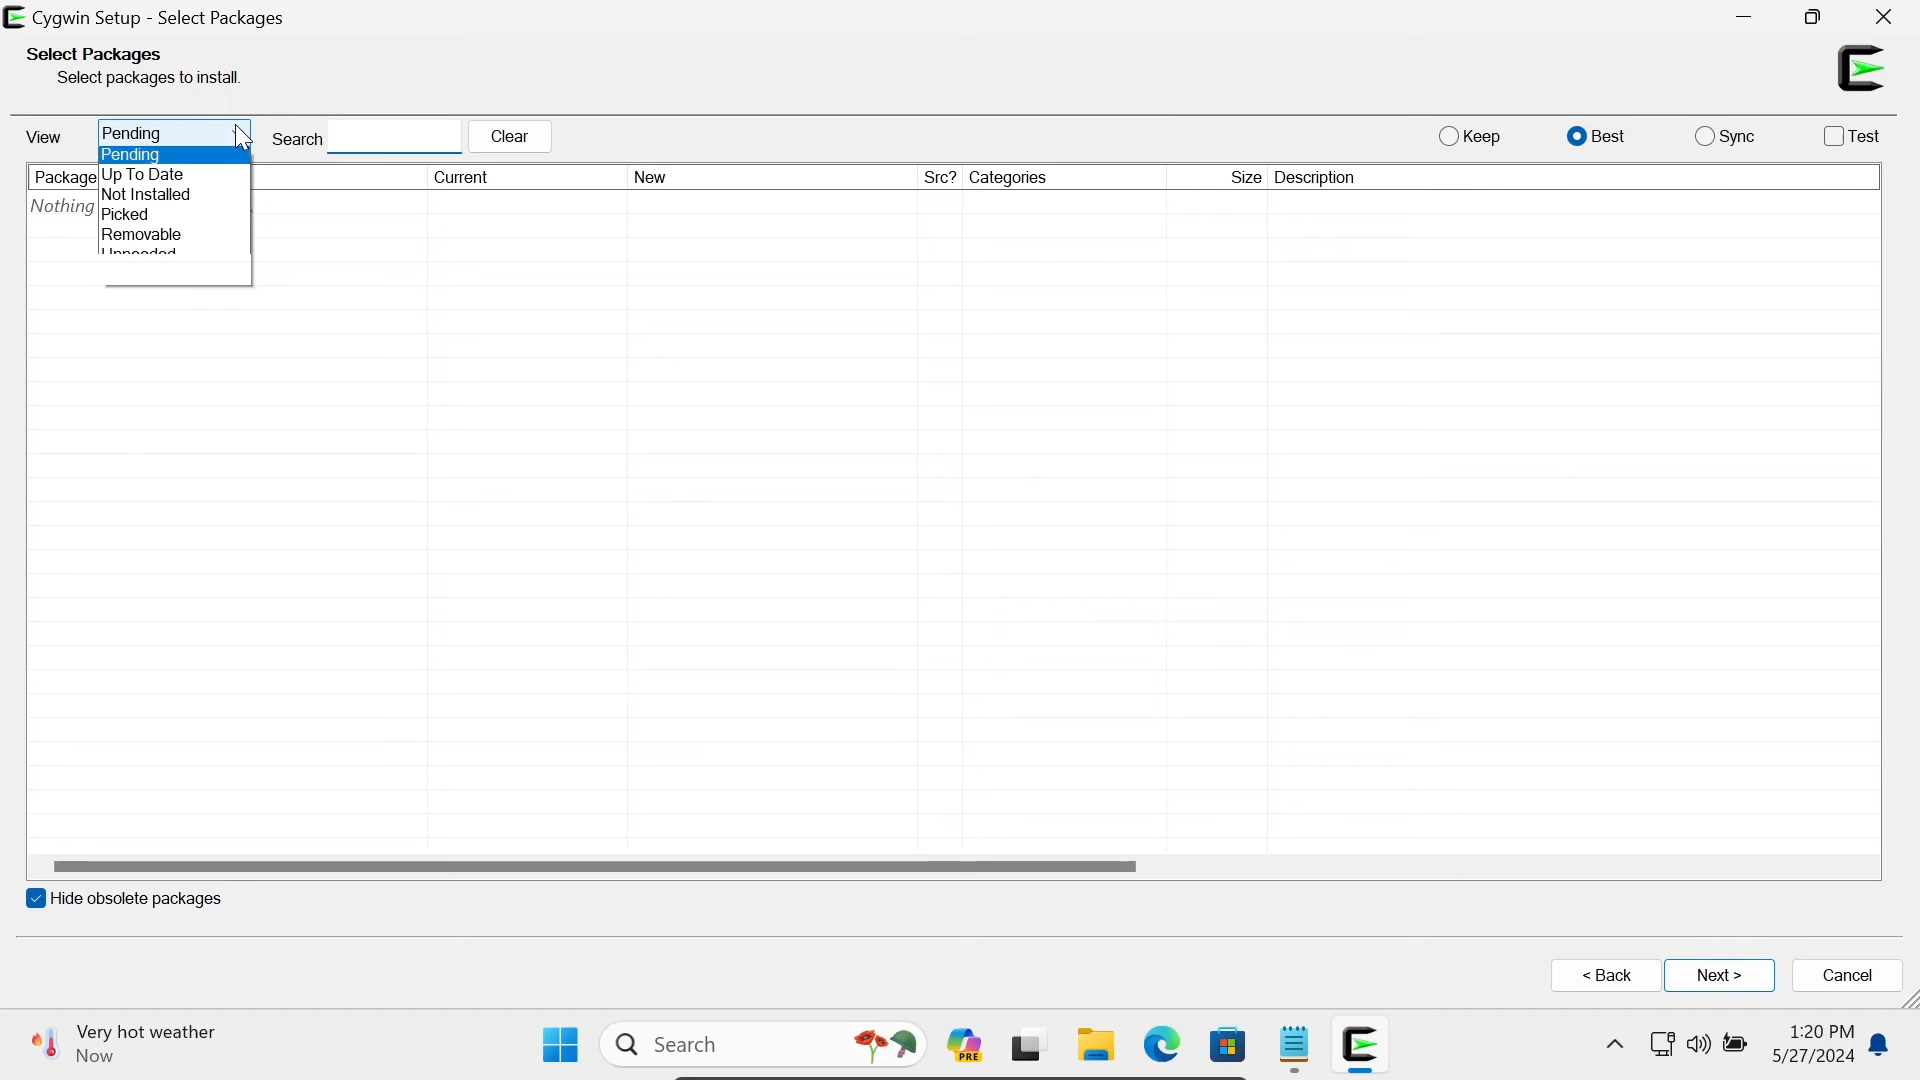 Cygwin Setup - Select Packages
Select Packages
Select packages to install.
View
Pending
Search
Clear
Keep
Best
Sync
Test
Pending
Up To Date
Not Installed
Picked
Removable
Package
Current
New
Src?
Categories
Size
Description
Nothing
Hide obsolete packages
< Back
Next >
Cancel
Very hot weather
Now
Search
PRE
1:20 PM
5/27/2024